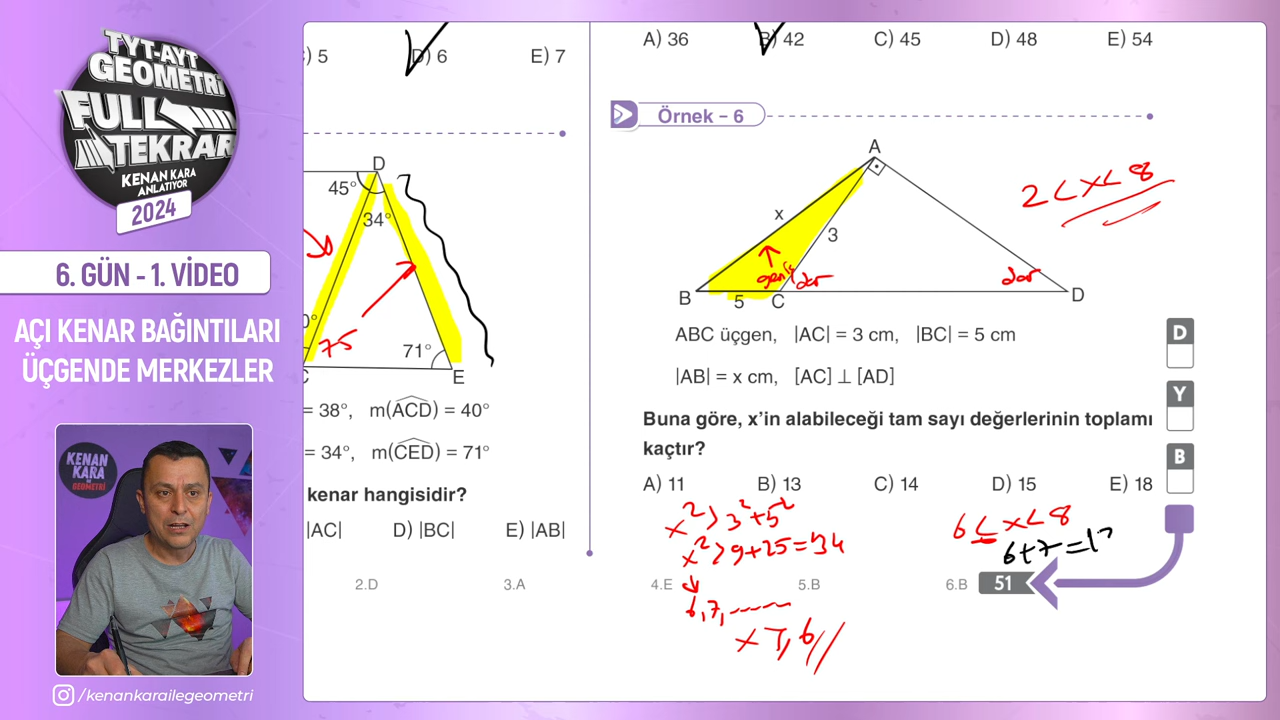 TYT-AYT
GEOMETRİ
FULL
TEKRAR
KENAN KARA
ANLATIYOR
2024
6. GÜN - 1. VİDEO
AÇI KENAR BAĞINTILARI
ÜÇGENDE MERKEZLER
KENAN
KARA
GEOMETRİ
/kenankarailegeometri
) 5 D) 6 E) 7
D
45°
34°
75
71°
C
E
= 38°, m(ACD) = 40°
= 34°, m(CED) = 71°
kenar hangisidir?
|AC| D) |BC| E) |AB|
2.D 3.A
A) 36 B) 42 C) 45 D) 48 E) 54
Örnek – 6
A
2 < x < 8
x
3
geniş dar dar
B 5 C D
ABC üçgen, |AC| = 3 cm, |BC| = 5 cm
|AB| = x cm, [AC] ⊥ [AD]
Buna göre, x'in alabileceği tam sayı değerlerinin toplamı
kaçtır?
A) 11 B) 13 C) 14 D) 15 E) 18
x² > 3² + 5²
x² > 9 + 25 = 34
6, 7, ......
6 ≤ x < 8
6 + 7 = 1
4.E 5.B 6.B 51
D
Y
B